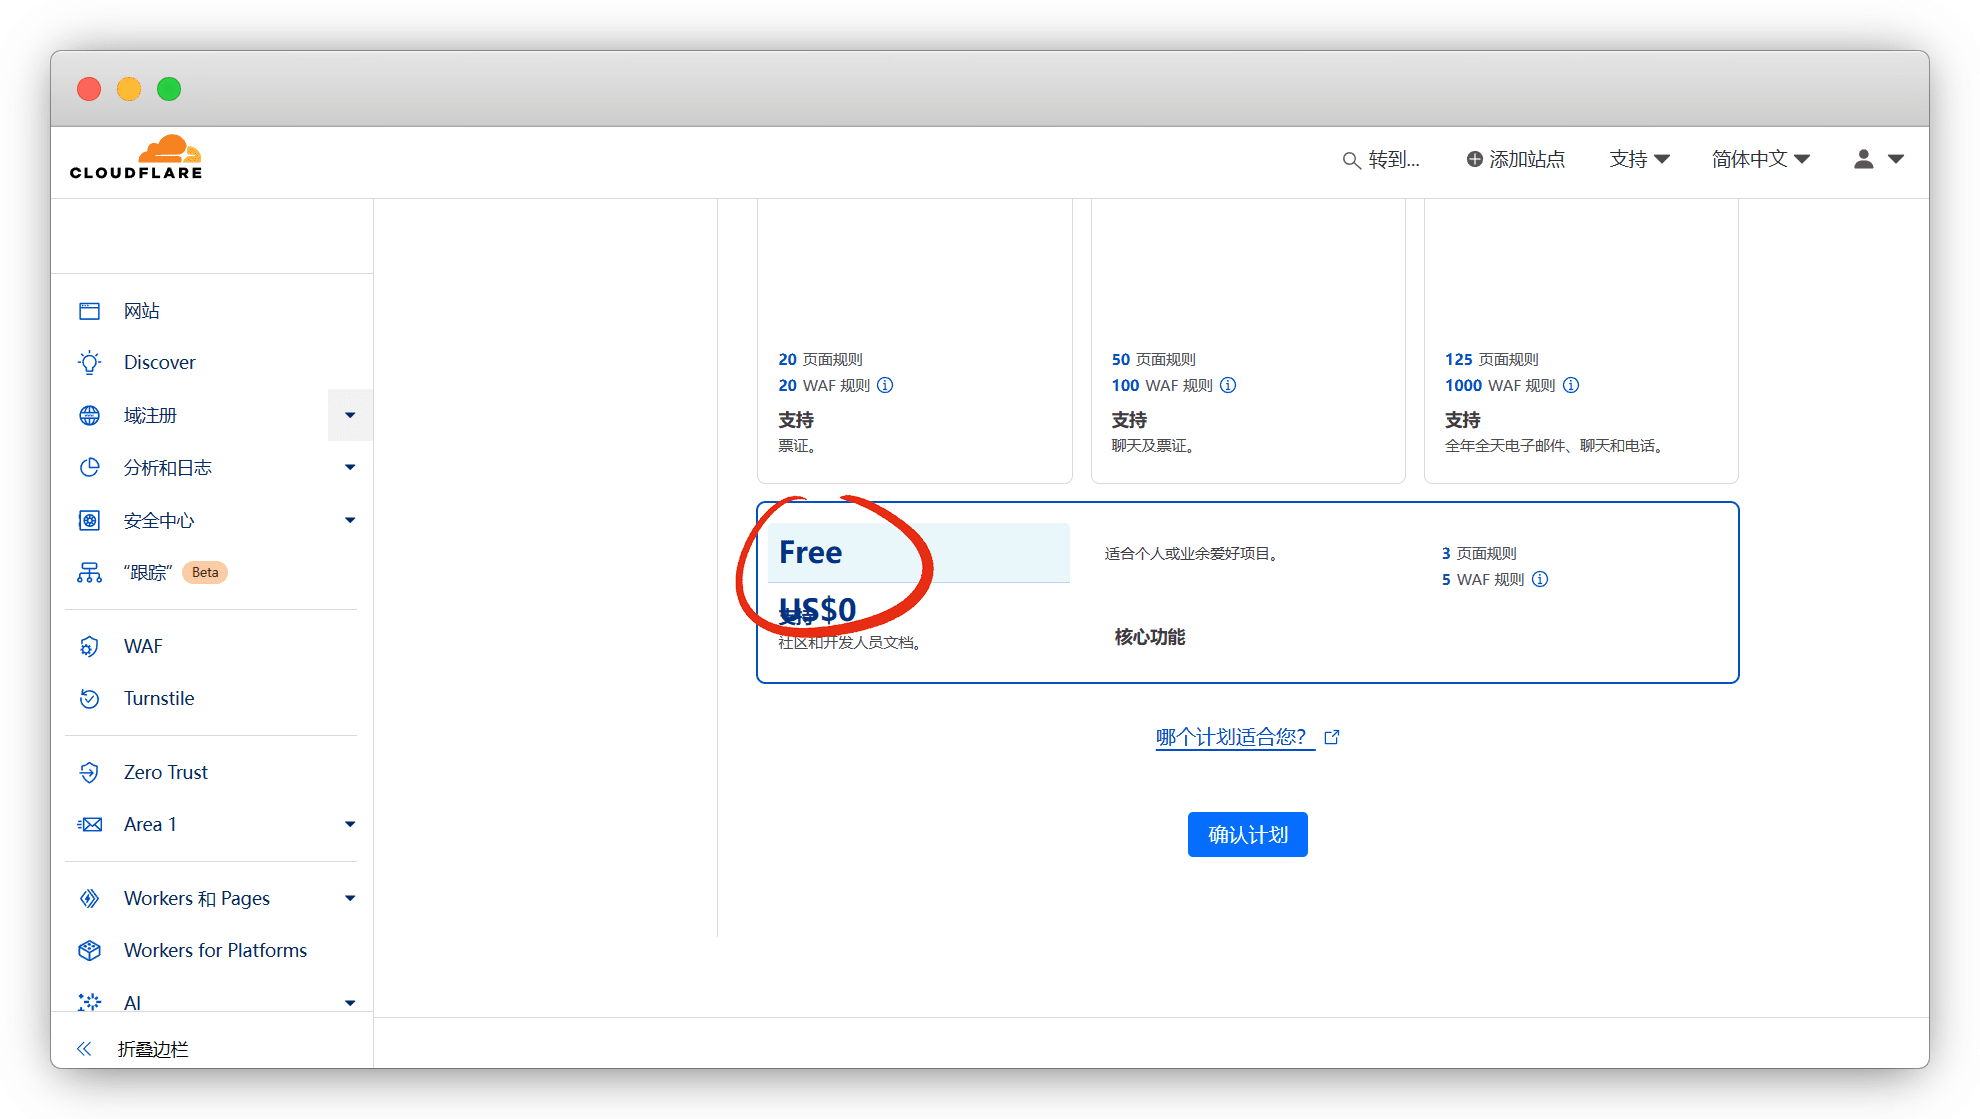 CLOUDFLARE
转到...
添加站点
支持
简体中文
网站
Discover
域注册
分析和日志
安全中心
“跟踪” Beta
WAF
Turnstile
Zero Trust
Area 1
Workers 和 Pages
Workers for Platforms
AI
折叠边栏
20 页面规则
20 WAF 规则
支持
票证。
50 页面规则
100 WAF 规则
支持
聊天及票证。
125 页面规则
1000 WAF 规则
支持
全年全天电子邮件、聊天和电话。
Free
US$0
支持
社区和开发人员文档。
适合个人或业余爱好项目。
核心功能
3 页面规则
5 WAF 规则
哪个计划适合您？
确认计划